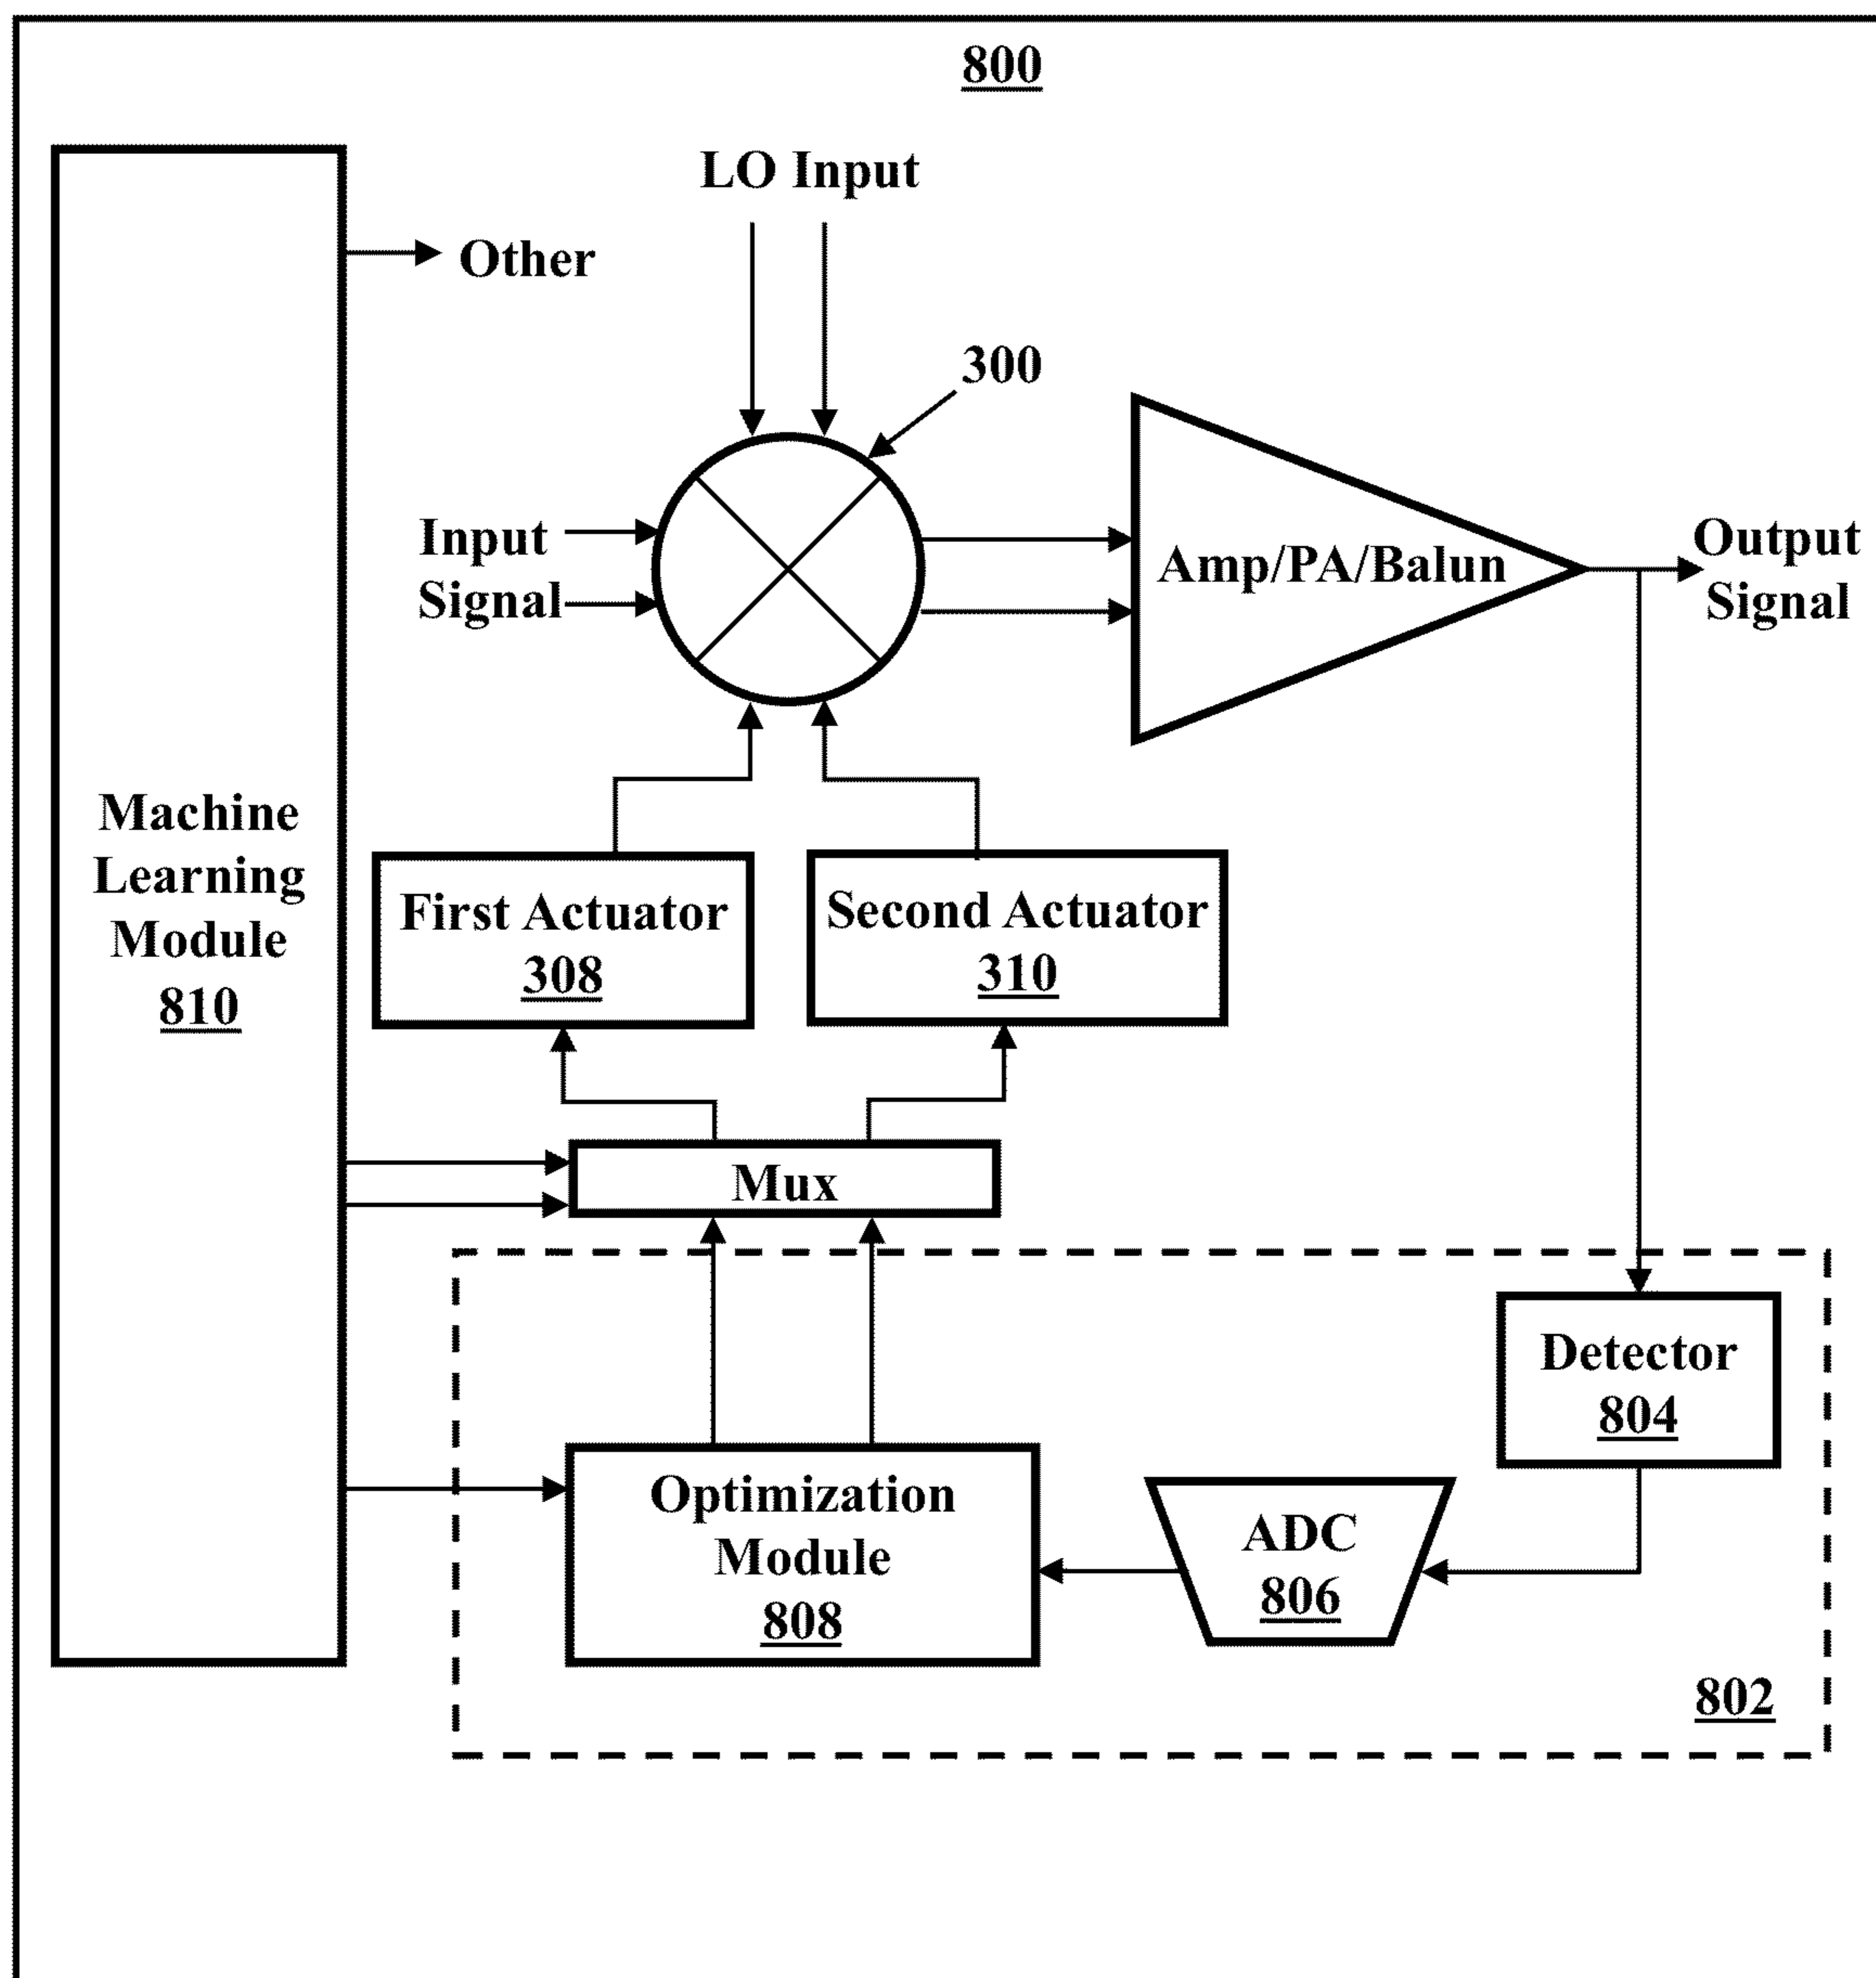 800
LO Input
Other
300
Input
Signal
Amp/PA/Balun
Output
Signal
Machine
Learning
Module
810
First Actuator
308
Second Actuator
310
Mux
Detector
804
Optimization
Module
808
ADC
806
802